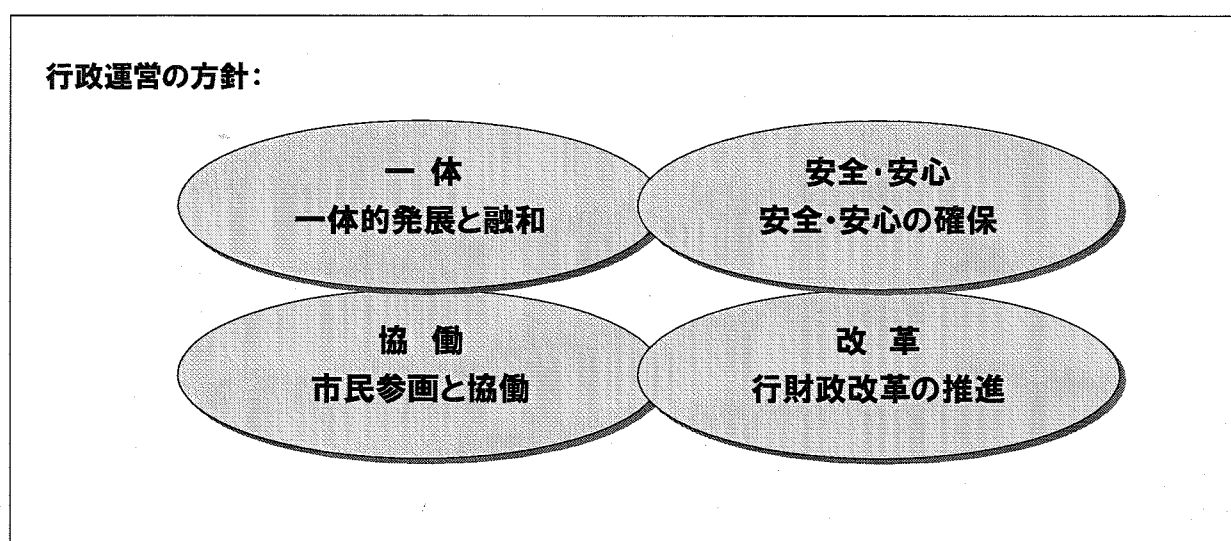 行政運営の方針：
一 体
一体的発展と融和
安全・安心
安全・安心の確保
協 働
市民参画と協働
改 革
行財政改革の推進